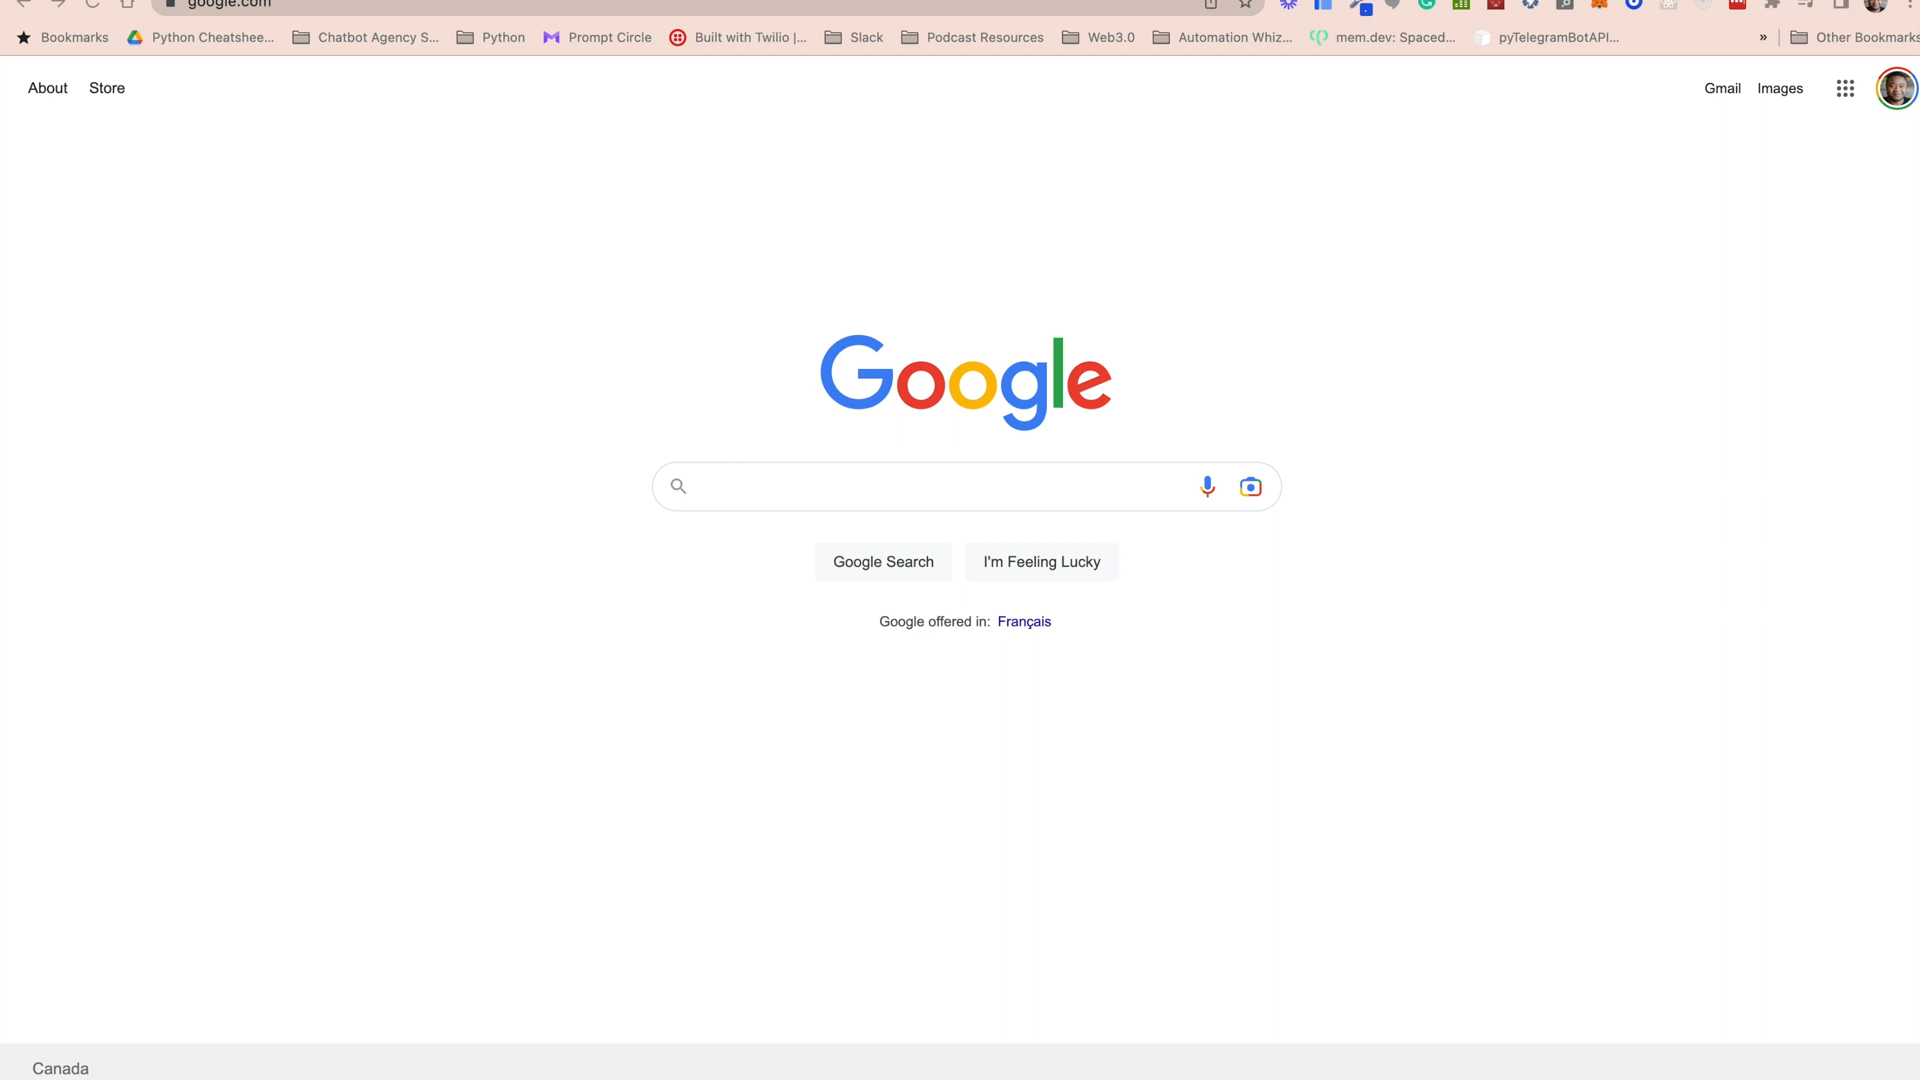 google.com
Bookmarks Python Cheatshee... Chatbot Agency S... Python Prompt Circle Built with Twilio |... Slack Podcast Resources Web3.0 Automation Whiz... mem.dev: Spaced... pyTelegramBotAPI... » Other Bookmarks
About Store Gmail Images
Google
Google Search I'm Feeling Lucky
Google offered in: Français
Canada